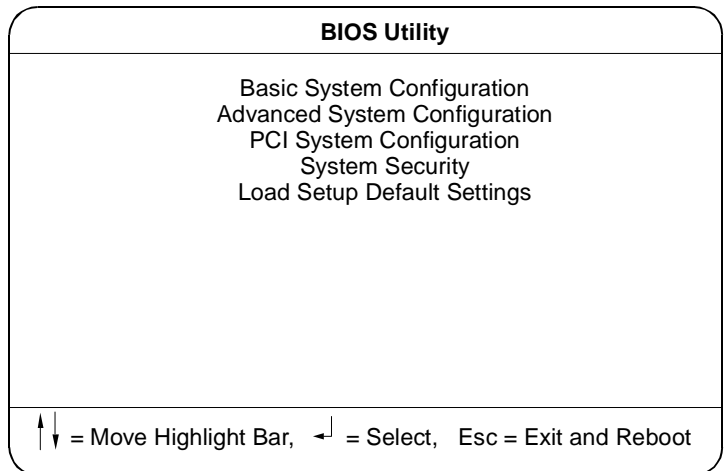 BIOS Utility
Basic System Configuration
Advanced System Configuration
PCI System Configuration
System Security
Load Setup Default Settings
↑↓ = Move Highlight Bar, ↵ = Select, Esc = Exit and Reboot